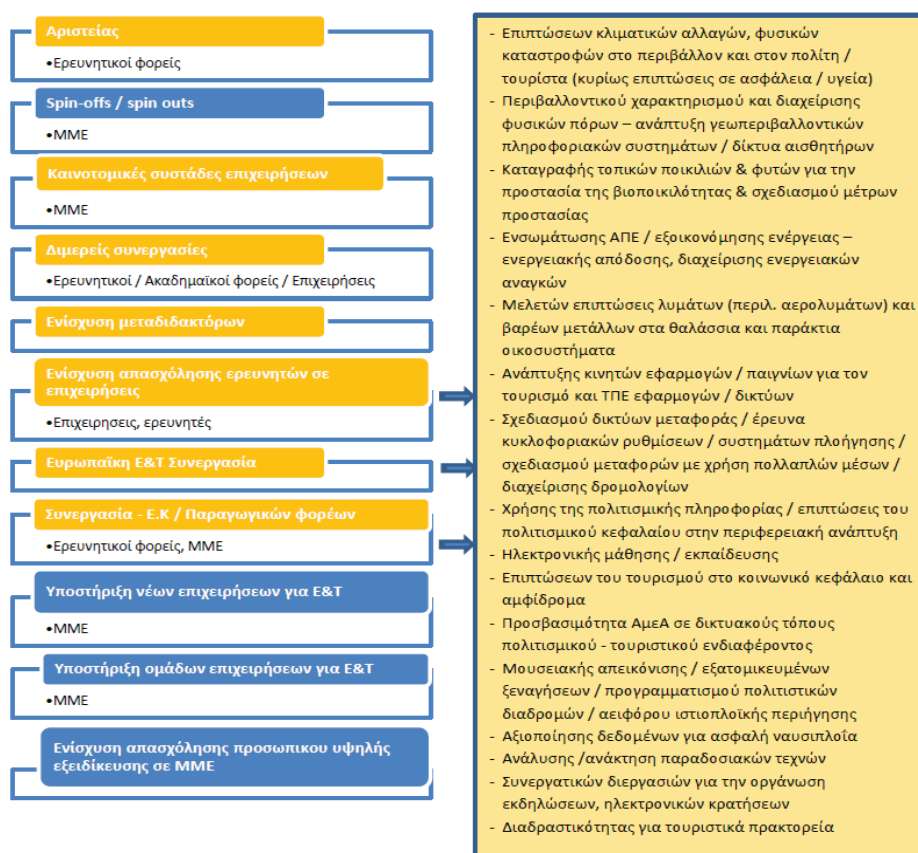 Αριστείας
•Ερευνητικοί φορείς
Spin-offs / spin outs
•ΜΜΕ
Καινοτομικές συστάδες επιχειρήσεων
•ΜΜΕ
Διμερείς συνεργασίες
•Ερευνητικοί / Ακαδημαϊκοί φορείς / Επιχειρήσεις
Ενίσχυση μεταδιδακτόρων
Ενίσχυση απασχόλησης ερευνητών σε
επιχειρήσεις
•Επιχειρησεις, ερευνητές
Ευρωπαϊκη Ε&Τ Συνεργασία
Συνεργασία - Ε.Κ / Παραγωγικών φορέων
•Ερευνητικοί φορείς, ΜΜΕ
Υποστήριξη νέων επιχειρήσεων για Ε&Τ
•ΜΜΕ
Υποστήριξη ομάδων επιχειρήσεων για Ε&Τ
•ΜΜΕ
Ενίσχυση απασχόλησης προσωπικου υψηλής
εξειδίκευσης σε ΜΜΕ
- Επιπτώσεων κλιματικών αλλαγών, φυσικών
καταστροφών στο περιβάλλον και στον πολίτη /
τουρίστα (κυρίως επιπτώσεις σε ασφάλεια / υγεία)
- Περιβαλλοντικού χαρακτηρισμού και διαχείρισης
φυσικών πόρων – ανάπτυξη γεωπεριβαλλοντικών
πληροφοριακών συστημάτων / δίκτυα αισθητήρων
- Καταγραφής τοπικών ποικιλιών & φυτών για την
προστασία της βιοποικιλότητας & σχεδιασμού μέτρων
προστασίας
- Ενσωμάτωσης ΑΠΕ / εξοικονόμησης ενέργειας –
ενεργειακής απόδοσης, διαχείρισης ενεργειακών
αναγκών
- Μελετών επιπτώσεις λυμάτων (περιλ. αερολυμάτων) και
βαρέων μετάλλων στα θαλάσσια και παράκτια
οικοσυστήματα
- Ανάπτυξης κινητών εφαρμογών / παιγνίων για τον
τουρισμό και ΤΠΕ εφαρμογών / δικτύων
- Σχεδιασμού δικτύων μεταφοράς / έρευνα
κυκλοφοριακών ρυθμίσεων / συστημάτων πλοήγησης /
σχεδιασμού μεταφορών με χρήση πολλαπλών μέσων /
διαχείρισης δρομολογίων
- Χρήσης της πολιτισμικής πληροφορίας / επιπτώσεις του
πολιτισμικού κεφαλαίου στην περιφερειακή ανάπτυξη
- Ηλεκτρονικής μάθησης / εκπαίδευσης
- Επιπτώσεων του τουρισμού στο κοινωνικό κεφάλαιο και
αμφίδρομα
- Προσβασιμότητα ΑμεΑ σε δικτυακούς τόπους
πολιτισμικού - τουριστικού ενδιαφέροντος
- Μουσειακής απεικόνισης / εξατομικευμένων
ξεναγήσεων / προγραμματισμού πολιτιστικών
διαδρομών / αειφόρου ιστιοπλοϊκής περιήγησης
- Αξιοποίησης δεδομένων για ασφαλή ναυσιπλοΐα
- Ανάλυσης /ανάκτηση παραδοσιακών τεχνών
- Συνεργατικών διεργασιών για την οργάνωση
εκδηλώσεων, ηλεκτρονικών κρατήσεων
- Διαδραστικότητας για τουριστικά πρακτορεία